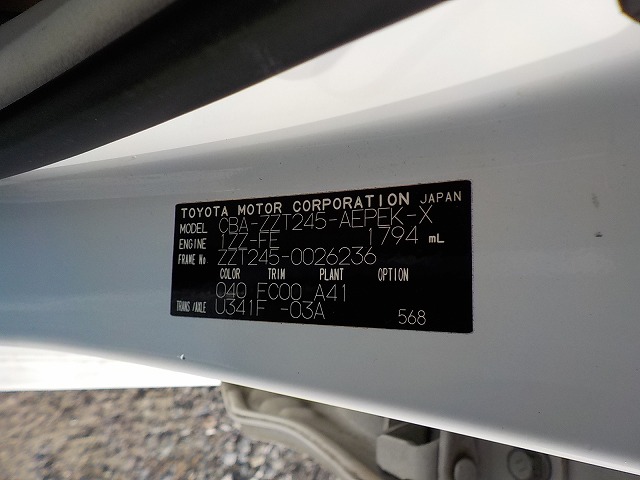 TOYOTA MOTOR CORPORATION JAPAN
MODEL CBA-ZZT245-AEPEK-X
ENGINE 1ZZ-FE 1794 mL
FRAME No. ZZT245-0026236
COLOR TRIM PLANT OPTION
040 FC00 A41
TRANS/AXLE U341F -03A
568